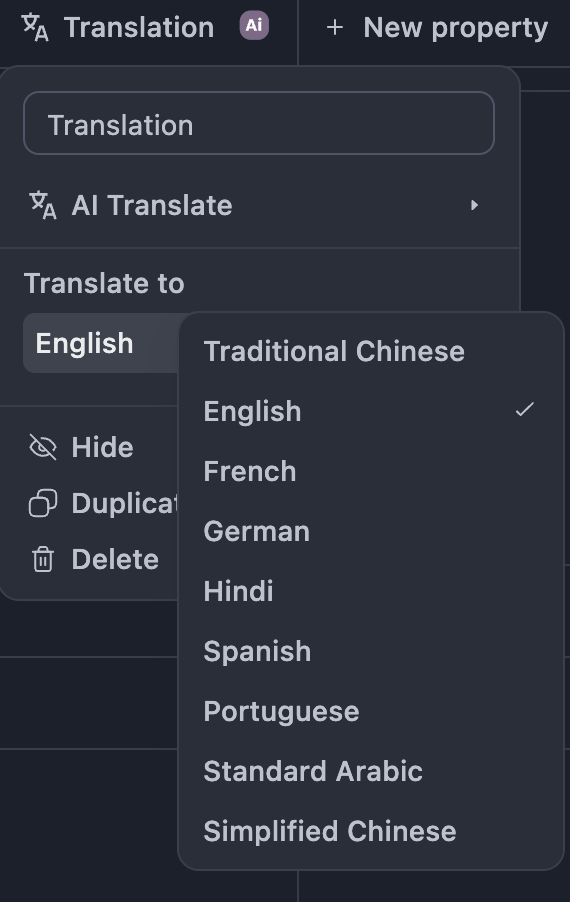 Translation Ai + New property
Translation
AI Translate
Translate to
English
Traditional Chinese
English
French
German
Hindi
Spanish
Portuguese
Standard Arabic
Simplified Chinese
Hide
Duplicat
Delete